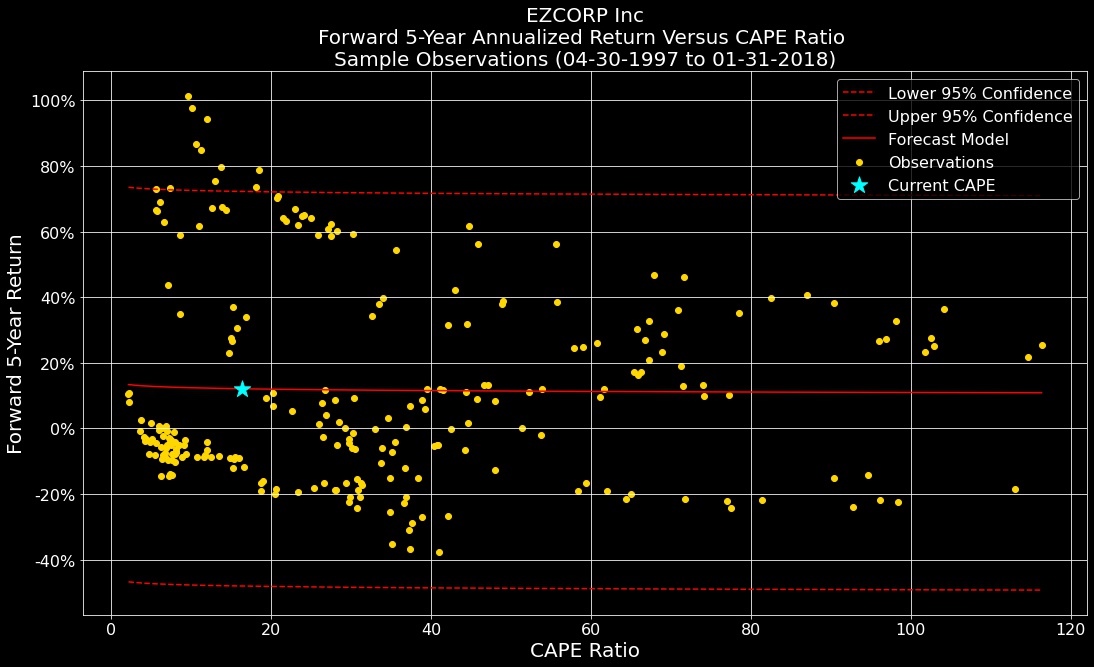 EZCORP Inc
Forward 5-Year Annualized Return Versus CAPE Ratio
Sample Observations (04-30-1997 to 01-31-2018)
Lower 95% Confidence
Upper 95% Confidence
Forecast Model
Observations
Current CAPE
Forward 5-Year Return
100%
80%
60%
40%
20%
0%
-20%
-40%
0 20 40 60 80 100 120
CAPE Ratio